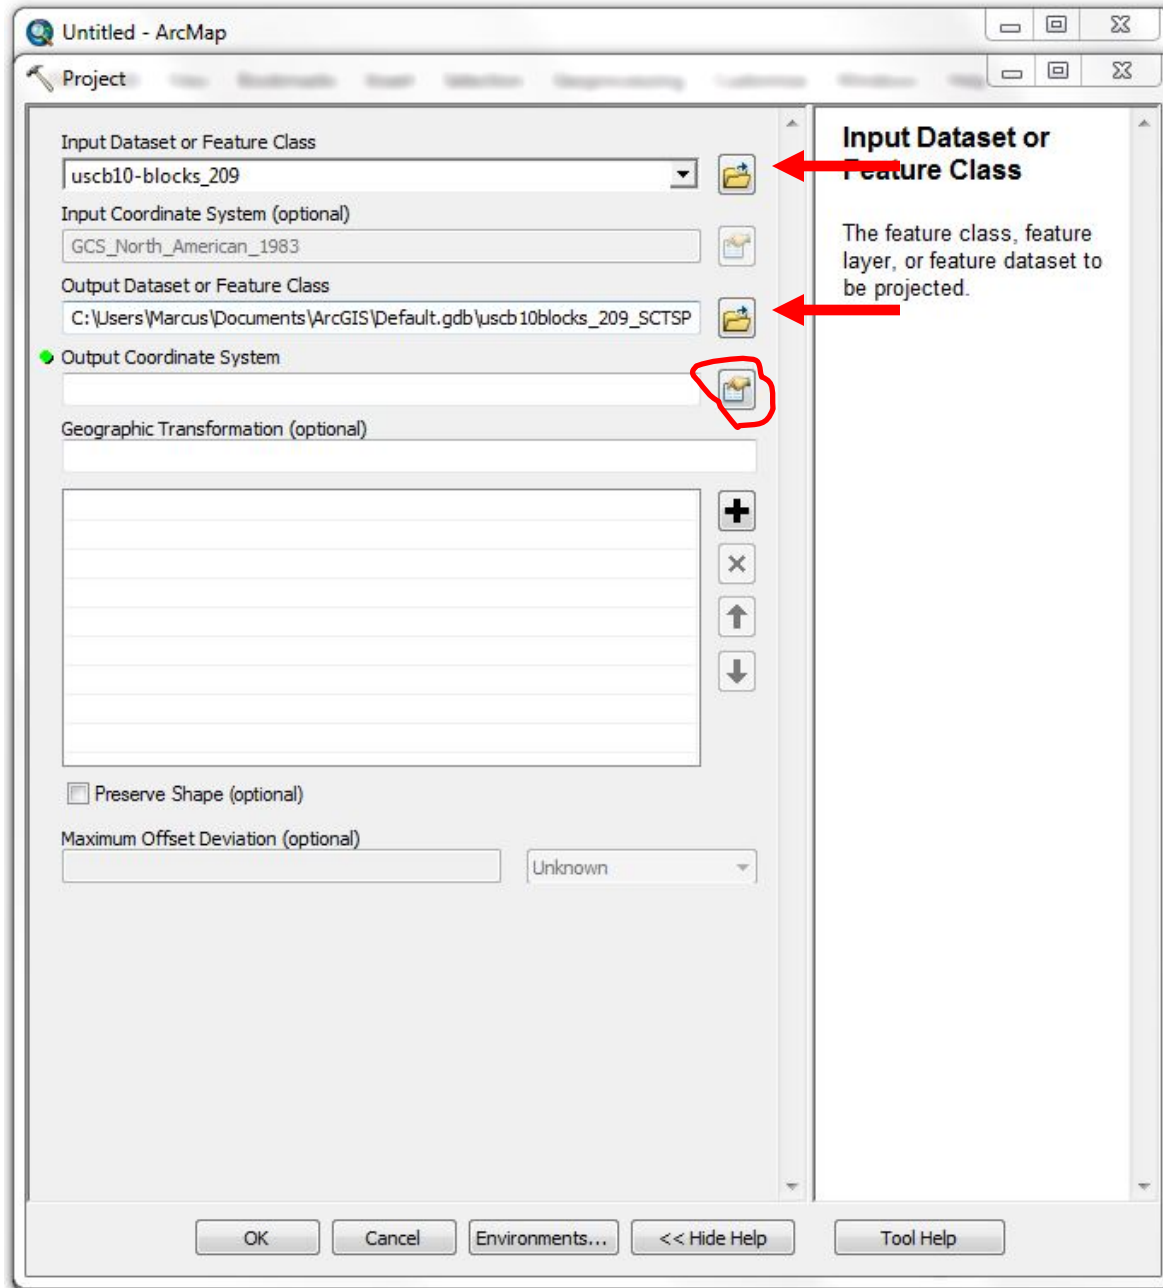 Untitled - ArcMap
Project
Input Dataset or Feature Class
uscb10-blocks_209
Input Coordinate System (optional)
GCS_North_American_1983
Output Dataset or Feature Class
C:\Users\Marcus\Documents\ArcGIS\Default.gdb\uscb10blocks_209_SCTSP
Output Coordinate System
Geographic Transformation (optional)
Preserve Shape (optional)
Maximum Offset Deviation (optional)
Unknown
OK
Cancel
Environments...
<< Hide Help
Input Dataset or
Feature Class
The feature class, feature
layer, or feature dataset to
be projected.
Tool Help